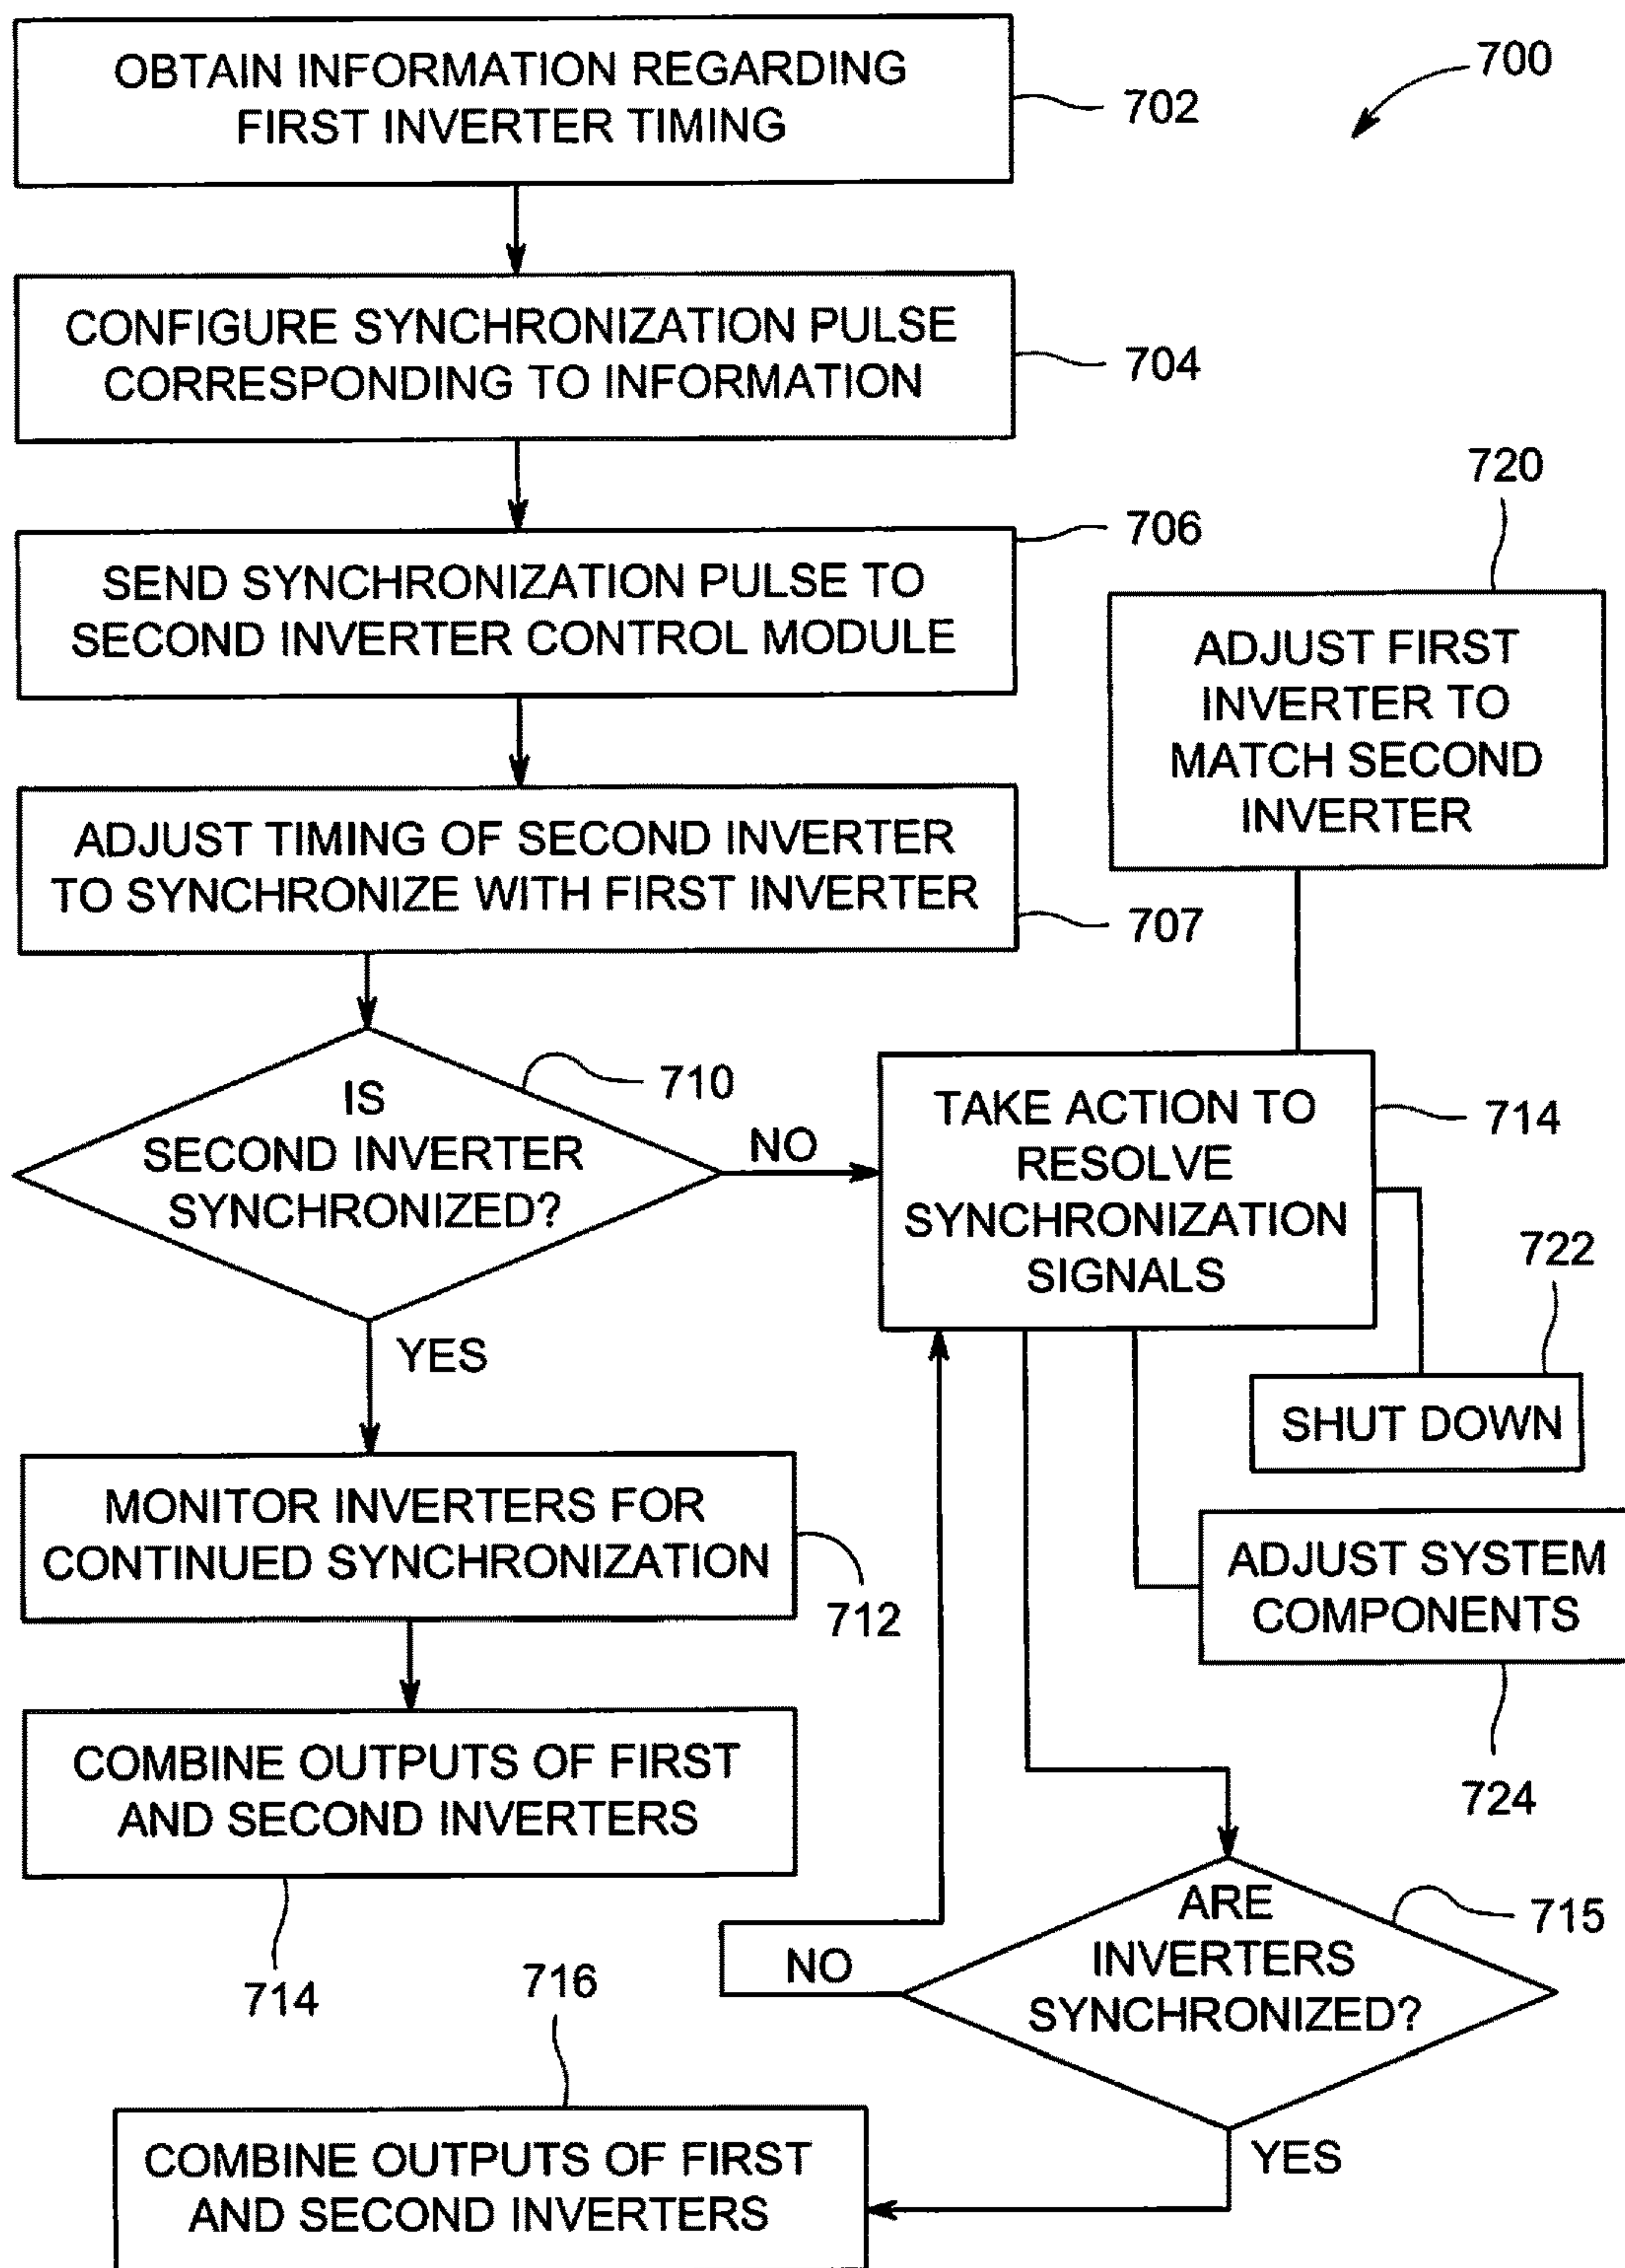 OBTAIN INFORMATION REGARDING
FIRST INVERTER TIMING
702
700
CONFIGURE SYNCHRONIZATION PULSE
CORRESPONDING TO INFORMATION
704
SEND SYNCHRONIZATION PULSE TO
SECOND INVERTER CONTROL MODULE
706
720
ADJUST FIRST
INVERTER TO
MATCH SECOND
INVERTER
ADJUST TIMING OF SECOND INVERTER
TO SYNCHRONIZE WITH FIRST INVERTER
707
IS
SECOND INVERTER
SYNCHRONIZED?
710
NO
YES
TAKE ACTION TO
RESOLVE
SYNCHRONIZATION
SIGNALS
714
722
SHUT DOWN
MONITOR INVERTERS FOR
CONTINUED SYNCHRONIZATION
712
ADJUST SYSTEM
COMPONENTS
724
COMBINE OUTPUTS OF FIRST
AND SECOND INVERTERS
714
ARE
INVERTERS
SYNCHRONIZED?
715
NO
YES
716
COMBINE OUTPUTS OF FIRST
AND SECOND INVERTERS